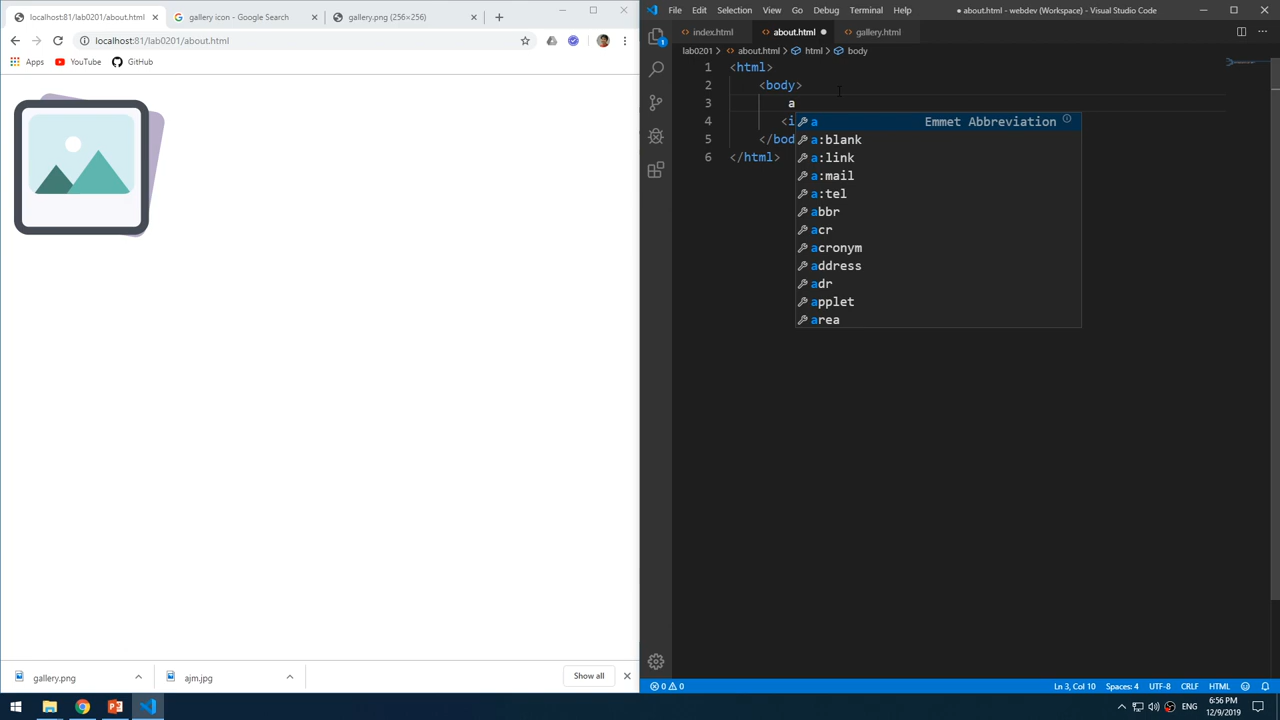 localhost:81/lab0201/about.html
gallery icon - Google Search
gallery.png (256×256)
localhost:81/lab0201/about.html
Apps
YouTube
GitHub
gallery.png
ajm.jpg
Show all
File Edit Selection View Go Debug Terminal Help
● about.html - webdev (Workspace) - Visual Studio Code
index.html
about.html
gallery.html
lab0201 > about.html > html > body
1 <html>
2 <body>
3 a
4 <i
5 </bod
6 </html>
a Emmet Abbreviation
a:blank
a:link
a:mail
a:tel
abbr
acr
acronym
address
adr
applet
area
1
0 0
Ln 3, Col 10
Spaces: 4
UTF-8
CRLF
HTML
ENG
6:56 PM
12/9/2019